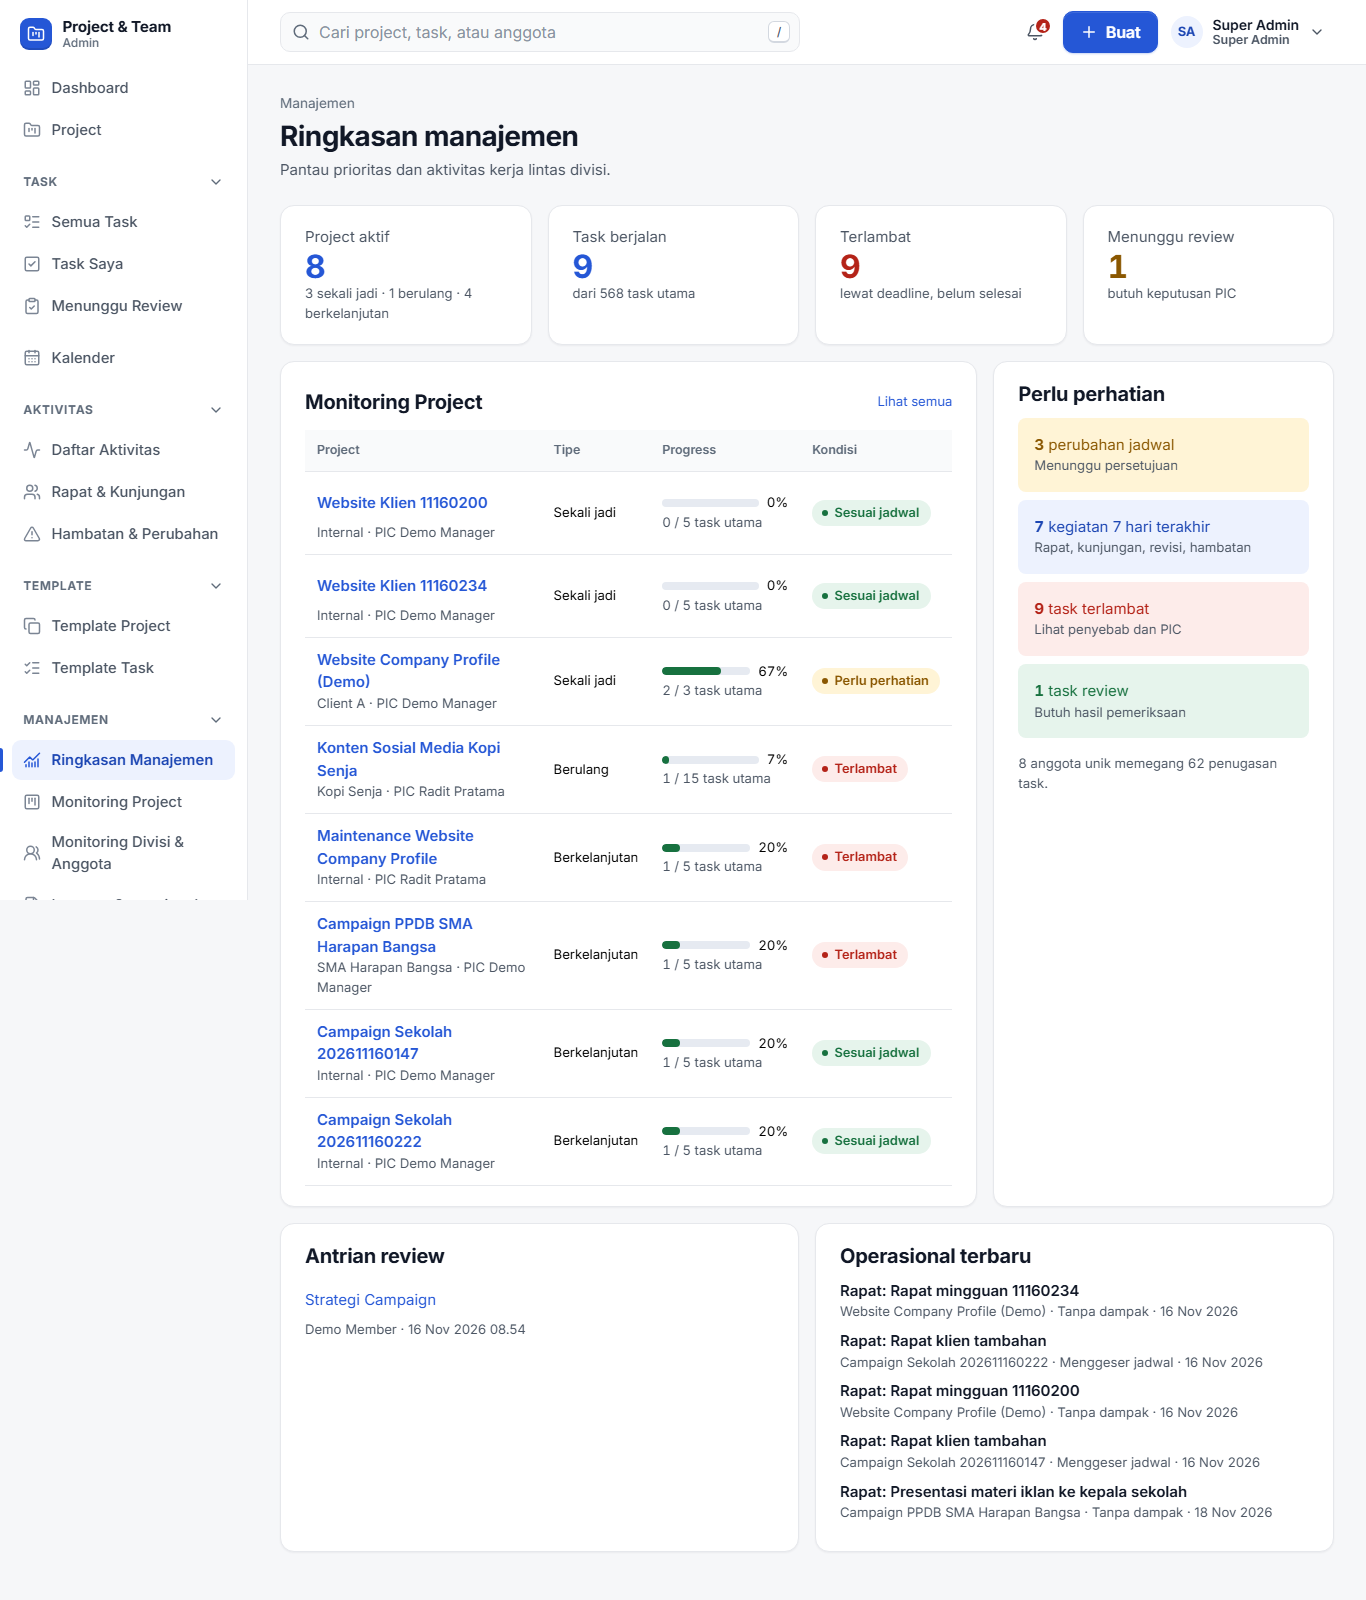 Project & Team
Admin
Dashboard
Project
TASK
Semua Task
Task Saya
Menunggu Review
Kalender
AKTIVITAS
Daftar Aktivitas
Rapat & Kunjungan
Hambatan & Perubahan
TEMPLATE
Template Project
Template Task
MANAJEMEN
Ringkasan Manajemen
Monitoring Project
Monitoring Divisi &
Anggota
Cari project, task, atau anggota
/
4
Buat
SA
Super Admin
Super Admin
Manajemen
Ringkasan manajemen
Pantau prioritas dan aktivitas kerja lintas divisi.
Project aktif
8
3 sekali jadi · 1 berulang · 4
berkelanjutan
Task berjalan
9
dari 568 task utama
Terlambat
9
lewat deadline, belum selesai
Menunggu review
1
butuh keputusan PIC
Monitoring Project
Lihat semua
Project Tipe Progress Kondisi
Website Klien 11160200
Internal · PIC Demo Manager
Sekali jadi
0%
0 / 5 task utama
Sesuai jadwal
Website Klien 11160234
Internal · PIC Demo Manager
Sekali jadi
0%
0 / 5 task utama
Sesuai jadwal
Website Company Profile
(Demo)
Client A · PIC Demo Manager
Sekali jadi
67%
2 / 3 task utama
Perlu perhatian
Konten Sosial Media Kopi
Senja
Kopi Senja · PIC Radit Pratama
Berulang
7%
1 / 15 task utama
Terlambat
Maintenance Website
Company Profile
Internal · PIC Radit Pratama
Berkelanjutan
20%
1 / 5 task utama
Terlambat
Campaign PPDB SMA
Harapan Bangsa
SMA Harapan Bangsa · PIC Demo
Manager
Berkelanjutan
20%
1 / 5 task utama
Terlambat
Campaign Sekolah
202611160147
Internal · PIC Demo Manager
Berkelanjutan
20%
1 / 5 task utama
Sesuai jadwal
Campaign Sekolah
202611160222
Internal · PIC Demo Manager
Berkelanjutan
20%
1 / 5 task utama
Sesuai jadwal
Perlu perhatian
3 perubahan jadwal
Menunggu persetujuan
7 kegiatan 7 hari terakhir
Rapat, kunjungan, revisi, hambatan
9 task terlambat
Lihat penyebab dan PIC
1 task review
Butuh hasil pemeriksaan
8 anggota unik memegang 62 penugasan
task.
Antrian review
Strategi Campaign
Demo Member · 16 Nov 2026 08.54
Operasional terbaru
Rapat: Rapat mingguan 11160234
Website Company Profile (Demo) · Tanpa dampak · 16 Nov 2026
Rapat: Rapat klien tambahan
Campaign Sekolah 202611160222 · Menggeser jadwal · 16 Nov 2026
Rapat: Rapat mingguan 11160200
Website Company Profile (Demo) · Tanpa dampak · 16 Nov 2026
Rapat: Rapat klien tambahan
Campaign Sekolah 202611160147 · Menggeser jadwal · 16 Nov 2026
Rapat: Presentasi materi iklan ke kepala sekolah
Campaign PPDB SMA Harapan Bangsa · Tanpa dampak · 18 Nov 2026